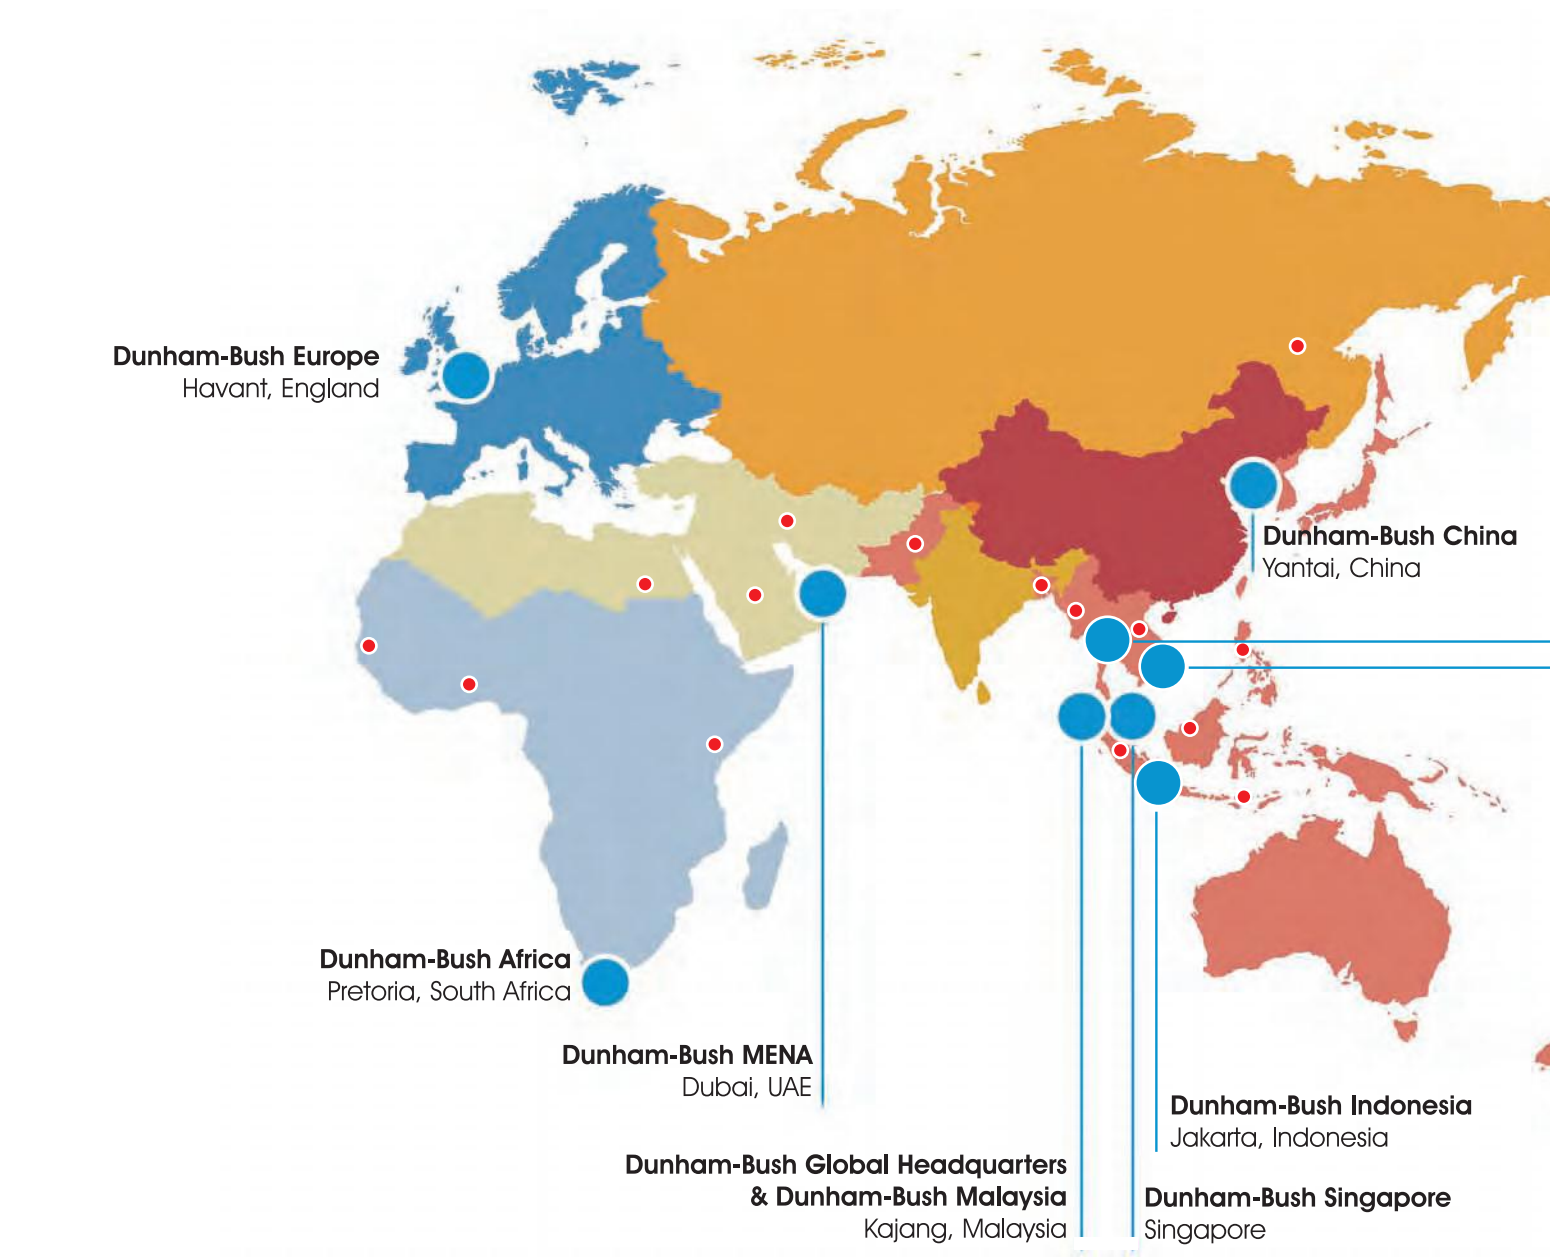 Dunham-Bush Europe
Havant, England
Dunham-Bush China
Yantai, China
Dunham-Bush Africa
Pretoria, South Africa
Dunham-Bush MENA
Dubai, UAE
Dunham-Bush Indonesia
Jakarta, Indonesia
Dunham-Bush Global Headquarters
& Dunham-Bush Malaysia
Kajang, Malaysia
Dunham-Bush Singapore
Singapore